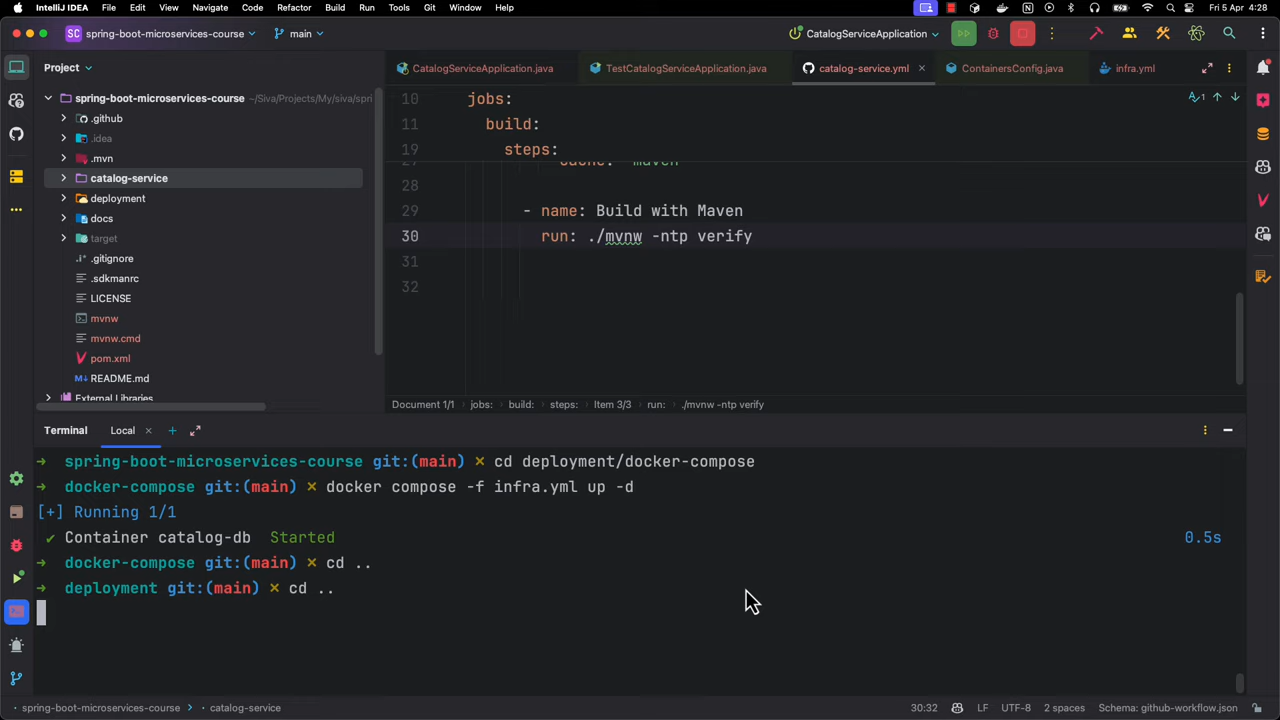 IntelliJ IDEA File Edit View Navigate Code Refactor Build Run Tools Git Window Help Fri 5 Apr 4:28
SC spring-boot-microservices-course main CatalogServiceApplication
Project
CatalogServiceApplication.java TestCatalogServiceApplication.java catalog-service.yml ContainersConfig.java infra.yml
spring-boot-microservices-course ~/Siva/Projects/My/siva/spri
.github
.idea
.mvn
catalog-service
deployment
docs
target
.gitignore
.sdkmanrc
LICENSE
mvnw
mvnw.cmd
pom.xml
README.md
External Libraries
10 jobs:
11 build:
19 steps:
27 cache: maven
28
29 - name: Build with Maven
30 run: ./mvnw -ntp verify
31
32
1
Document 1/1 jobs: build: steps: Item 3/3 run: ./mvnw -ntp verify
Terminal Local
→ spring-boot-microservices-course git:(main) ✗ cd deployment/docker-compose
→ docker-compose git:(main) ✗ docker compose -f infra.yml up -d
[+] Running 1/1
✔ Container catalog-db Started 0.5s
→ docker-compose git:(main) ✗ cd ..
→ deployment git:(main) ✗ cd ..
spring-boot-microservices-course > catalog-service 30:32 LF UTF-8 2 spaces Schema: github-workflow.json